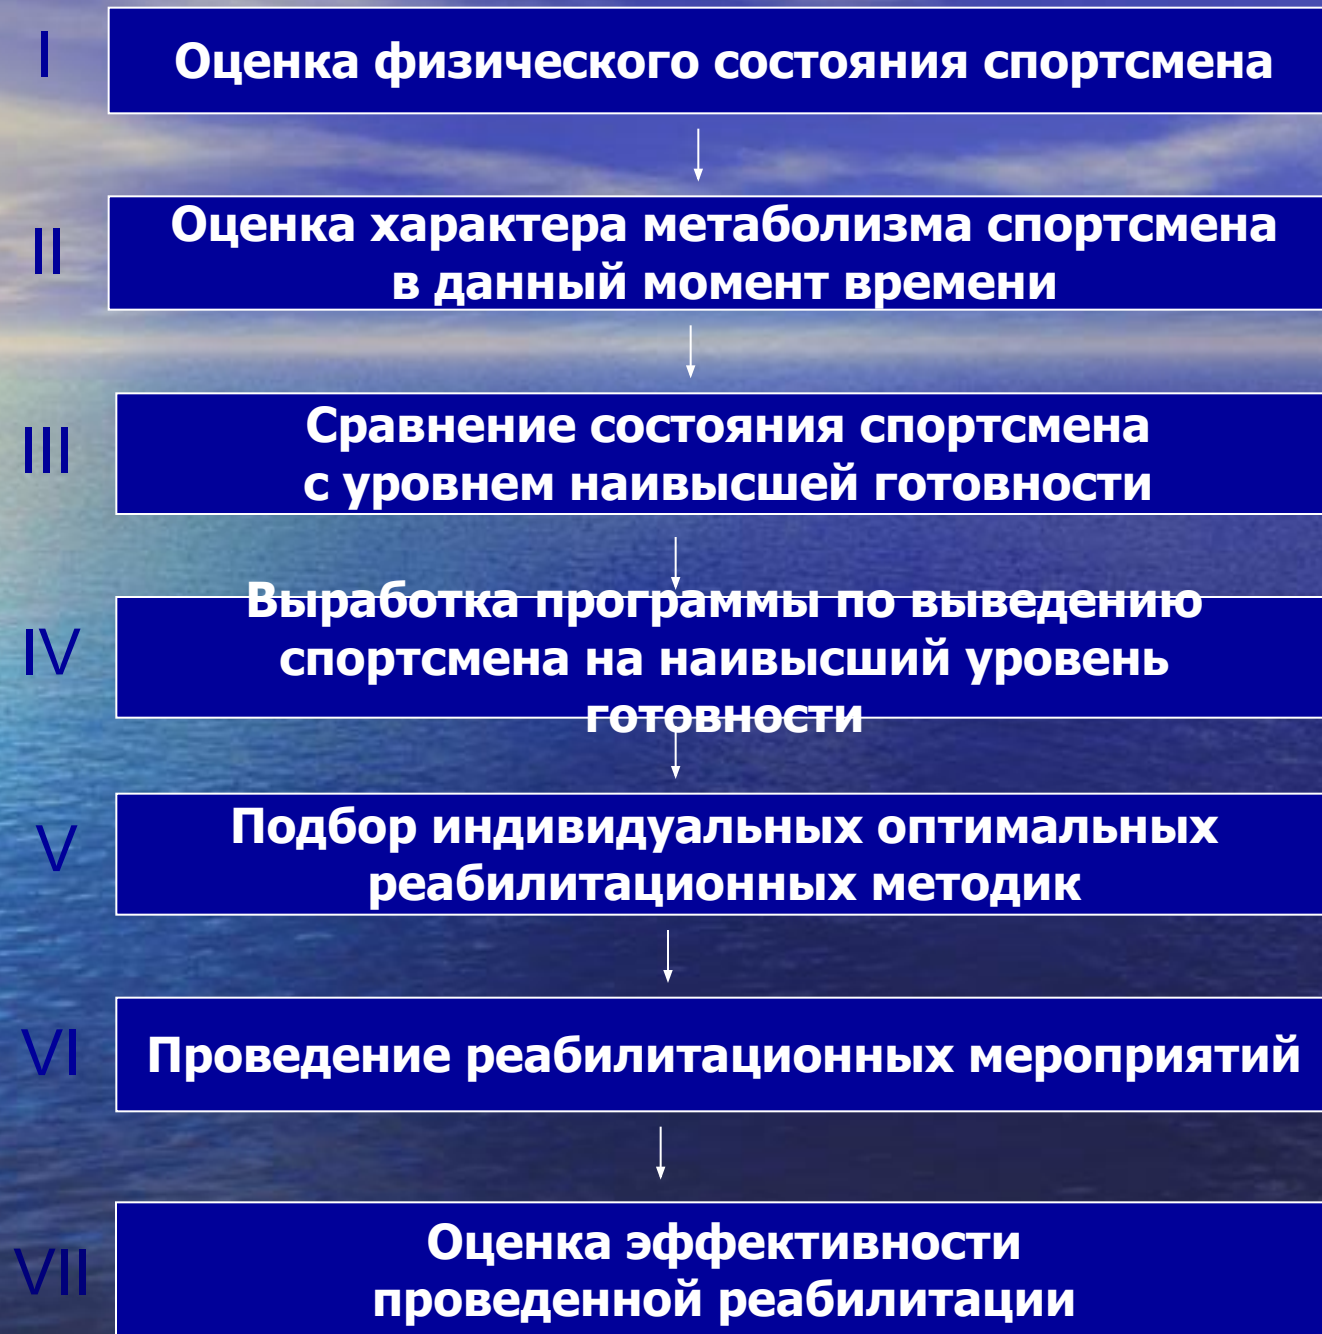 I
Оценка физического состояния спортсмена
II
Оценка характера метаболизма спортсмена
в данный момент времени
III
Сравнение состояния спортсмена
с уровнем наивысшей готовности
IV
Выработка программы по выведению
спортсмена на наивысший уровень
готовности
V
Подбор индивидуальных оптимальных
реабилитационных методик
VI
Проведение реабилитационных мероприятий
VII
Оценка эффективности
проведенной реабилитации